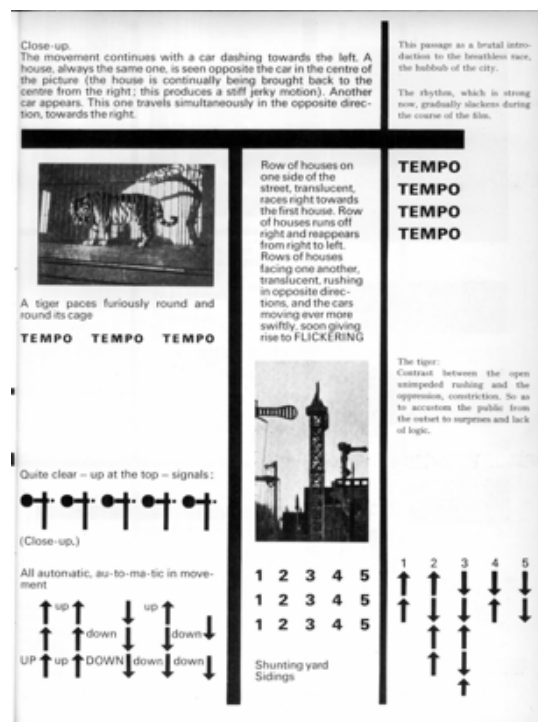 Close-up.
The movement continues with a car dashing towards the left. A
house, always the same one, is seen opposite the car in the centre of
the picture (the house is continually being brought back to the
centre from the right; this produces a stiff jerky motion). Another
car appears. This one travels simultaneously in the opposite direc-
tion, towards the right.
This passage as a brutal intro-
duction to the breathless race,
the hubbub of the city.
The rhythm, which is strong
now, gradually slackens during
the course of the film.
A tiger paces furiously round and
round its cage
TEMPO TEMPO TEMPO
Quite clear – up at the top – signals:
(Close-up.)
All automatic, au-to-ma-tic in move-
ment
up up
down down
UP up DOWN down down
Row of houses on
one side of the
street, translucent,
races right towards
the first house. Row
of houses runs off
right and reappears
from right to left.
Rows of houses
facing one another,
translucent, rushing
in opposite direc-
tions, and the cars
moving ever more
swiftly, soon giving
rise to FLICKERING
1 2 3 4 5
1 2 3 4 5
1 2 3 4 5
Shunting yard
Sidings
TEMPO
TEMPO
TEMPO
TEMPO
The tiger:
Contrast between the open
unimpeded rushing and the
oppression, constriction. So as
to accustom the public from
the outset to surprises and lack
of logic.
1 2 3 4 5